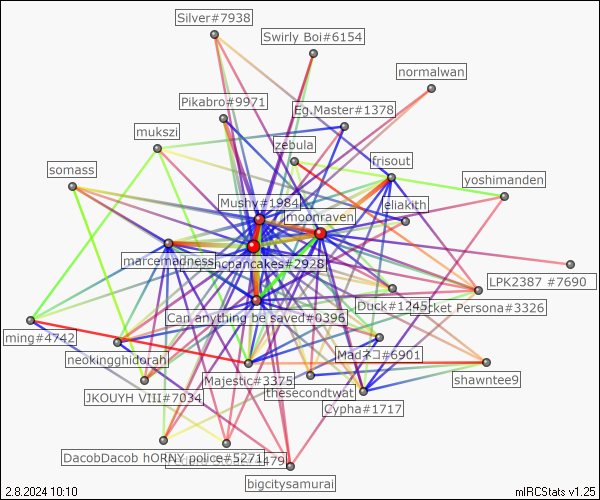 Silver#7938
Swirly Boi#6154
normalwan
Pikabro#9971
Eg.Master#1378
mukszi
zebula
frisout
somass
yoshimanden
Mushy#1984
eliakith
moonraven
marcemadness
ncpancakes#2928
LPK2387 #7690
Duck#1245
cket Persona#3326
Can anything be saved#0396
ming#4742
neokingghidorah
Madネコ#6901
Majestic#3375
shawntee9
thesecondtwat
JKOUYH VIII#7034
Cypha#1717
DacobDacob hORNY police#5271
1479
bigcitysamurai
2.8.2024 10:10
mIRCStats v1.25